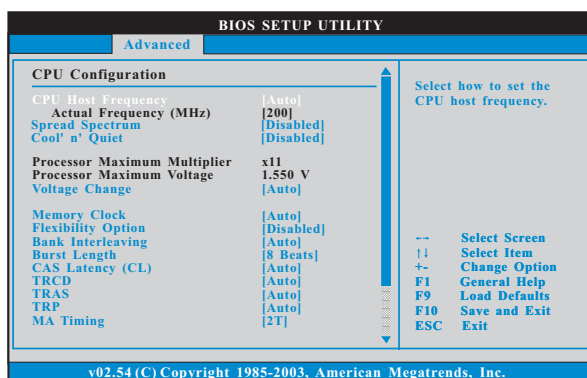 BIOS SETUP UTILITY
Advanced
CPU Configuration
CPU Host Frequency [Auto]
Actual Frequency (MHz) [200]
Spread Spectrum [Disabled]
Cool' n' Quiet [Disabled]
Processor Maximum Multiplier x11
Processor Maximum Voltage 1.550 V
Voltage Change [Auto]
Memory Clock [Auto]
Flexibility Option [Disabled]
Bank Interleaving [Auto]
Burst Length [8 Beats]
CAS Latency (CL) [Auto]
TRCD [Auto]
TRAS [Auto]
TRP [Auto]
MA Timing [2T]
Select how to set the
CPU host frequency.
↔ Select Screen
↑↓ Select Item
+- Change Option
F1 General Help
F9 Load Defaults
F10 Save and Exit
ESC Exit
v02.54 (C) Copyright 1985-2003, American Megatrends, Inc.